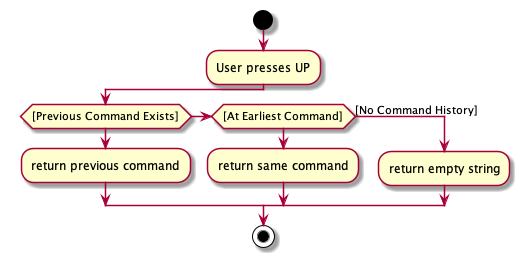 User presses UP
[Previous Command Exists]
[At Earliest Command]
[No Command History]
return previous command
return same command
return empty string